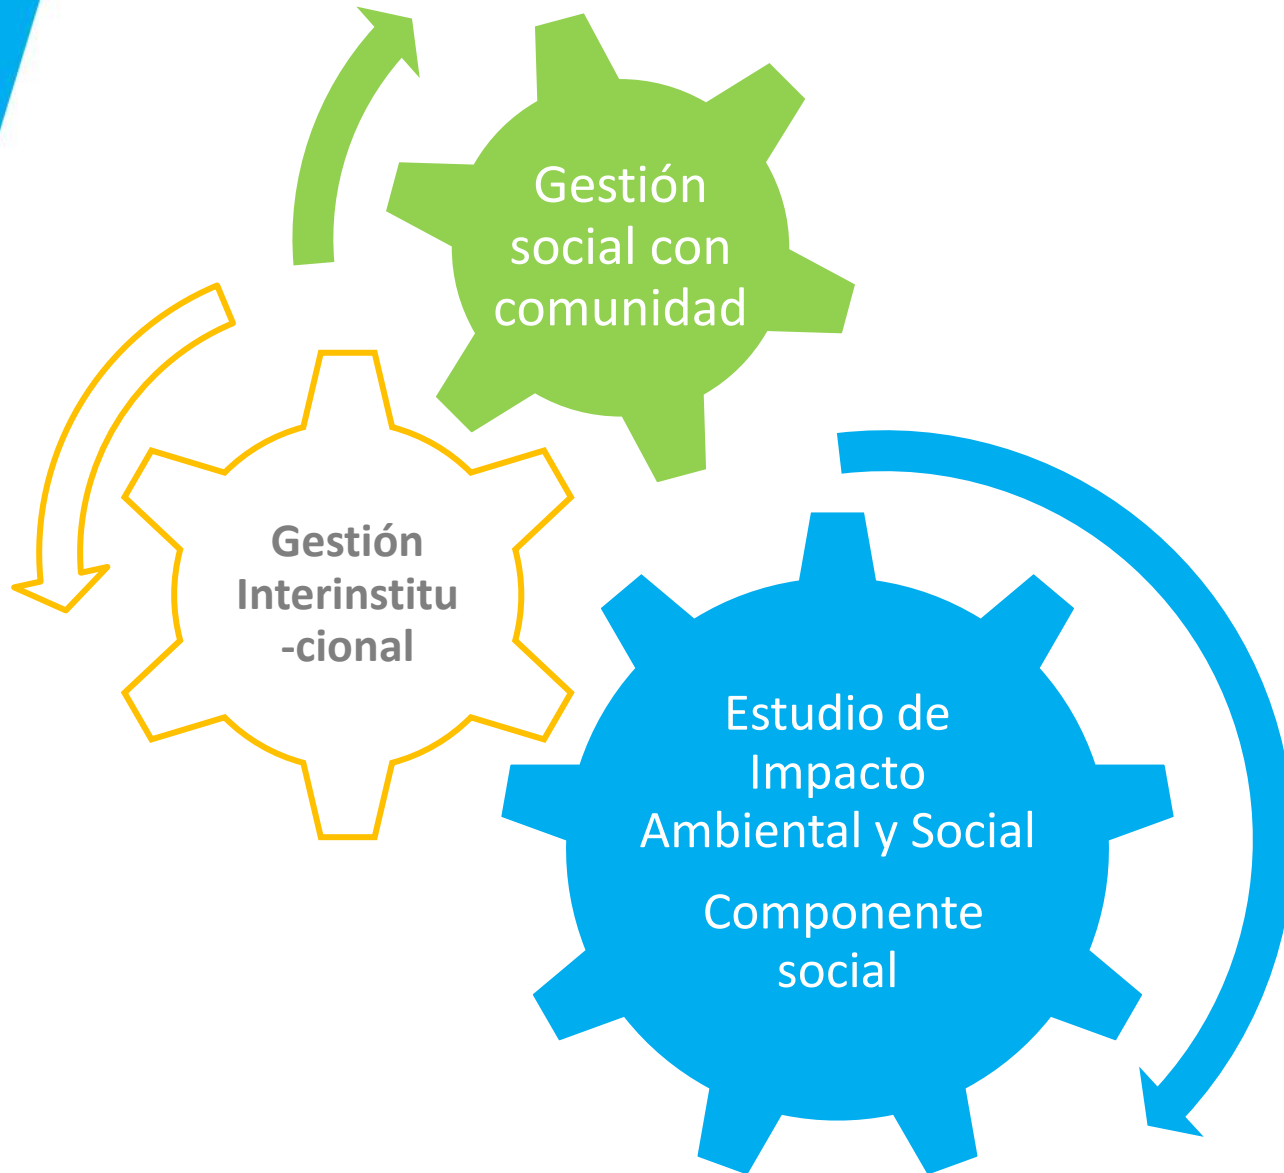 Gestión
social con
comunidad
Gestión
Interinstitu
-cional
Estudio de
Impacto
Ambiental y Social
Componente
social